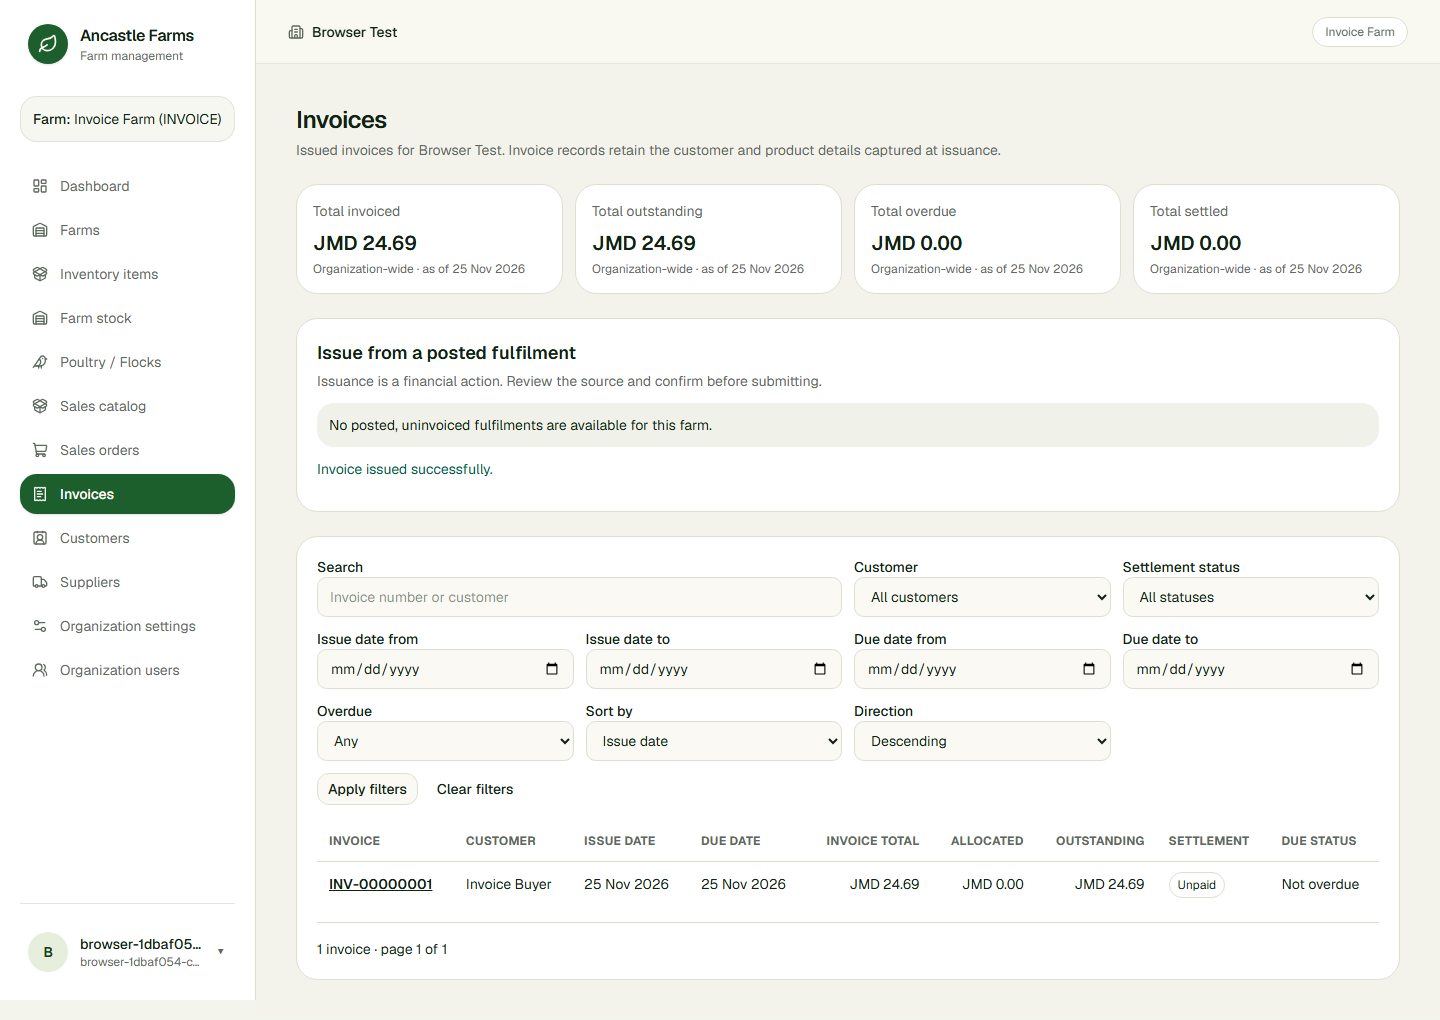 Ancastle Farms
Farm management
Farm: Invoice Farm (INVOICE)
Dashboard
Farms
Inventory items
Farm stock
Poultry / Flocks
Sales catalog
Sales orders
Invoices
Customers
Suppliers
Organization settings
Organization users
B
browser-1dbaf05...
browser-1dbaf054-c...
Browser Test
Invoice Farm
Invoices
Issued invoices for Browser Test. Invoice records retain the customer and product details captured at issuance.
Total invoiced
JMD 24.69
Organization-wide · as of 25 Nov 2026
Total outstanding
JMD 24.69
Organization-wide · as of 25 Nov 2026
Total overdue
JMD 0.00
Organization-wide · as of 25 Nov 2026
Total settled
JMD 0.00
Organization-wide · as of 25 Nov 2026
Issue from a posted fulfilment
Issuance is a financial action. Review the source and confirm before submitting.
No posted, uninvoiced fulfilments are available for this farm.
Invoice issued successfully.
Search Customer Settlement status
Invoice number or customer All customers All statuses
Issue date from Issue date to Due date from Due date to
mm/dd/yyyy mm/dd/yyyy mm/dd/yyyy mm/dd/yyyy
Overdue Sort by Direction
Any Issue date Descending
Apply filters Clear filters
INVOICE CUSTOMER ISSUE DATE DUE DATE INVOICE TOTAL ALLOCATED OUTSTANDING SETTLEMENT DUE STATUS
INV-00000001 Invoice Buyer 25 Nov 2026 25 Nov 2026 JMD 24.69 JMD 0.00 JMD 24.69 Unpaid Not overdue
1 invoice · page 1 of 1